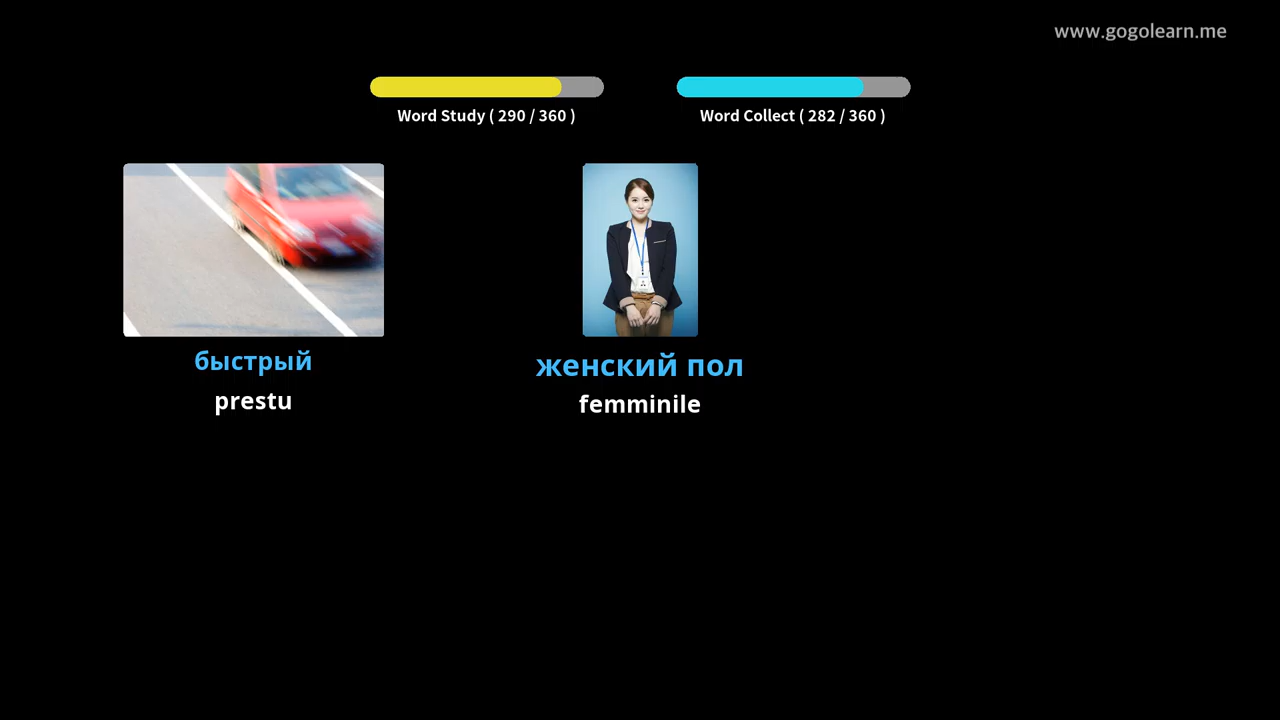 www.gogolearn.me
Word Study ( 290 / 360 )
Word Collect ( 282 / 360 )
быстрый
prestu
женский пол
femminile